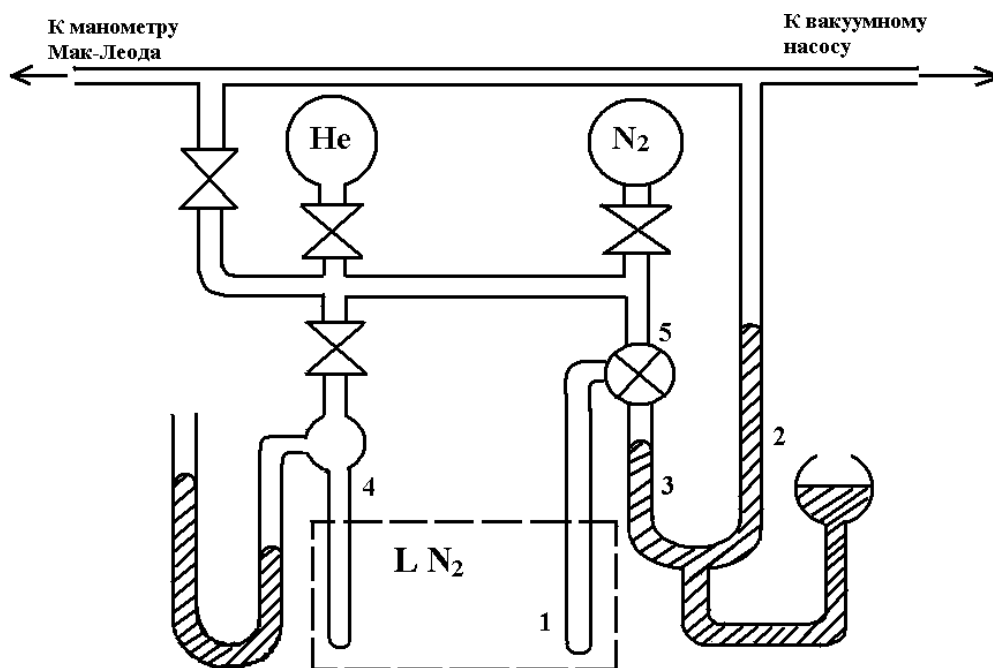 К манометру
Мак-Леода
К вакуумному
насосу
He
N₂
5
2
3
4
L N₂
1